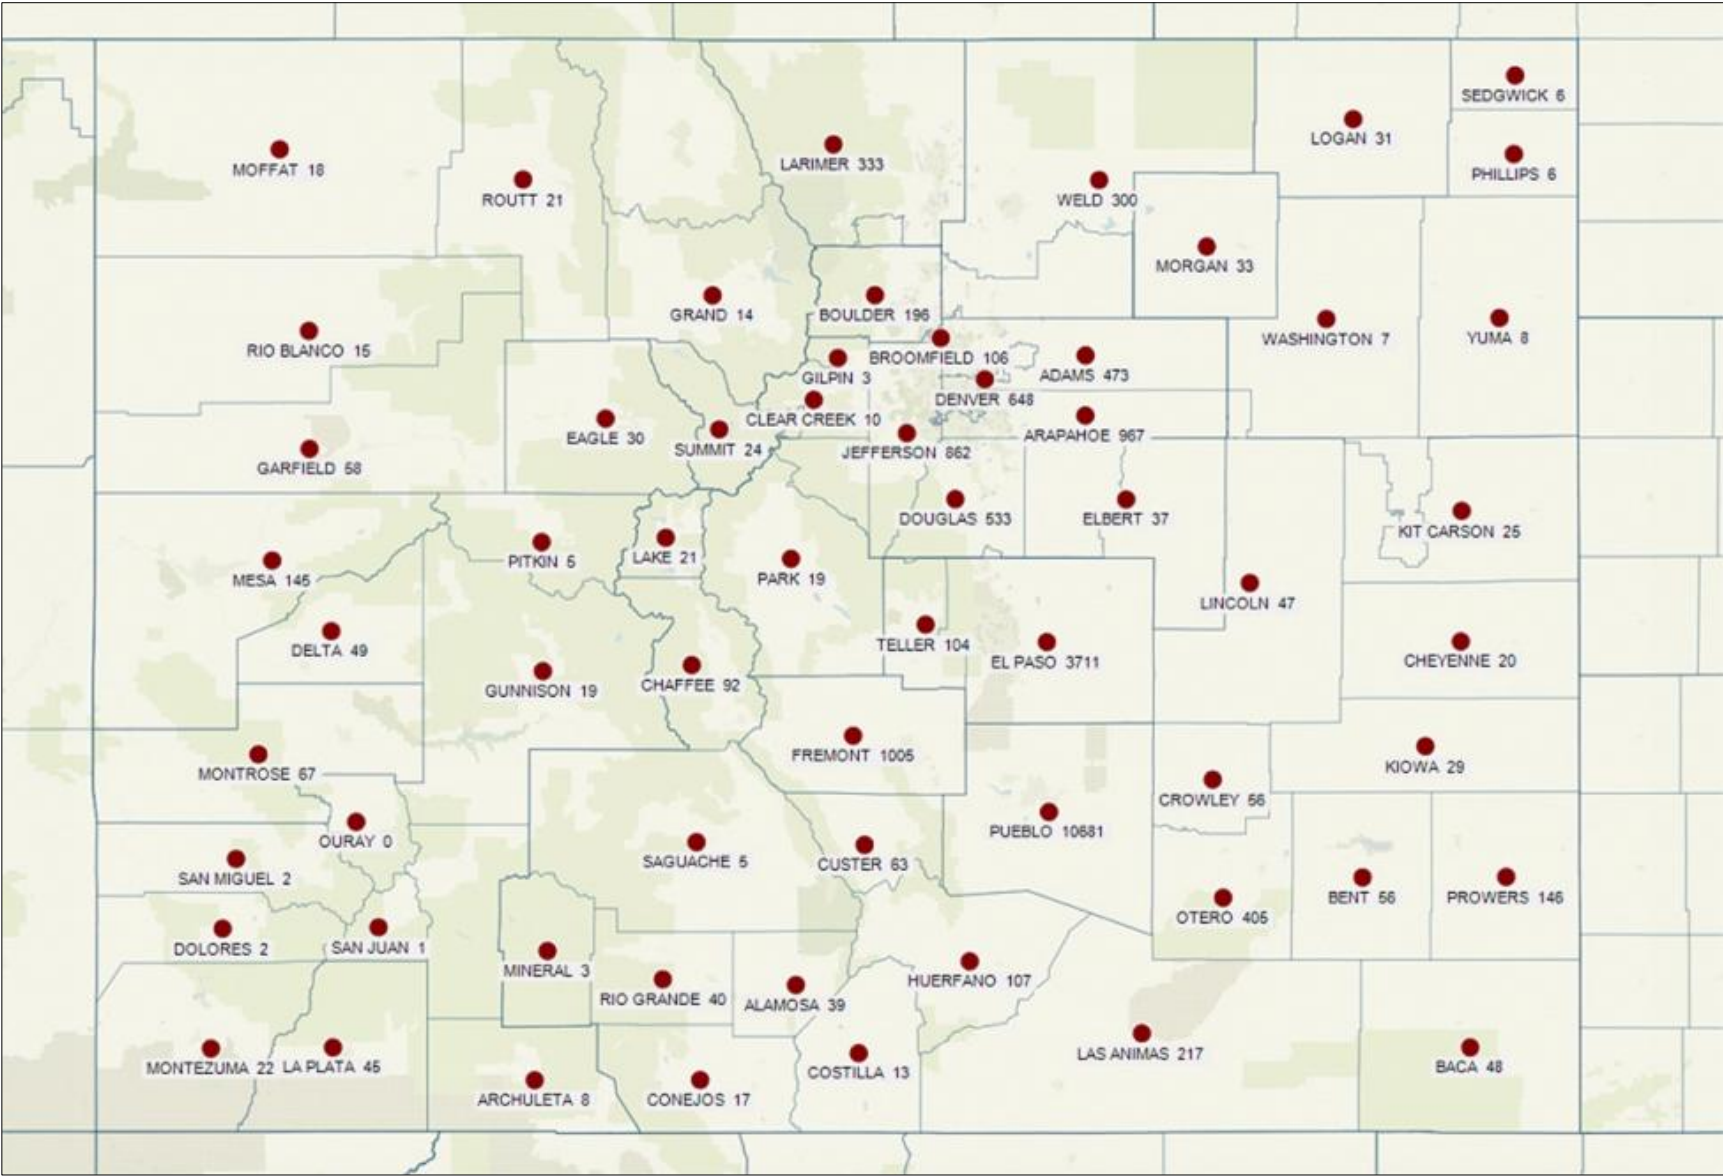 SEDGWICK 6
LOGAN 31
LARIMER 333
MOFFAT 18
PHILLIPS 6
ROUTT 21
WELD 300
MORGAN 33
GRAND 14
BOULDER 196
WASHINGTON 7
YUMA 8
RIO BLANCO 15
BROOMFIELD 106
GILPIN 3
ADAMS 473
DENVER 648
CLEAR CREEK 10
EAGLE 30
SUMMIT 24
ARAPAHOE 967
JEFFERSON 862
GARFIELD 58
DOUGLAS 533
ELBERT 37
KIT CARSON 25
PITKIN 5
LAKE 21
MESA 145
PARK 19
LINCOLN 47
DELTA 49
TELLER 104
EL PASO 3711
CHEYENNE 20
GUNNISON 19
CHAFFEE 92
FREMONT 1005
KIOWA 29
MONTROSE 67
CROWLEY 56
PUEBLO 10681
OURAY 0
SAGUACHE 5
CUSTER 63
SAN MIGUEL 2
BENT 56
PROWERS 146
OTERO 405
DOLORES 2
SAN JUAN 1
MINERAL 3
HUERFANO 107
RIO GRANDE 40
ALAMOSA 39
MONTEZUMA 22
LA PLATA 45
COSTILLA 13
LAS ANIMAS 217
BACA 48
ARCHULETA 8
CONEJOS 17